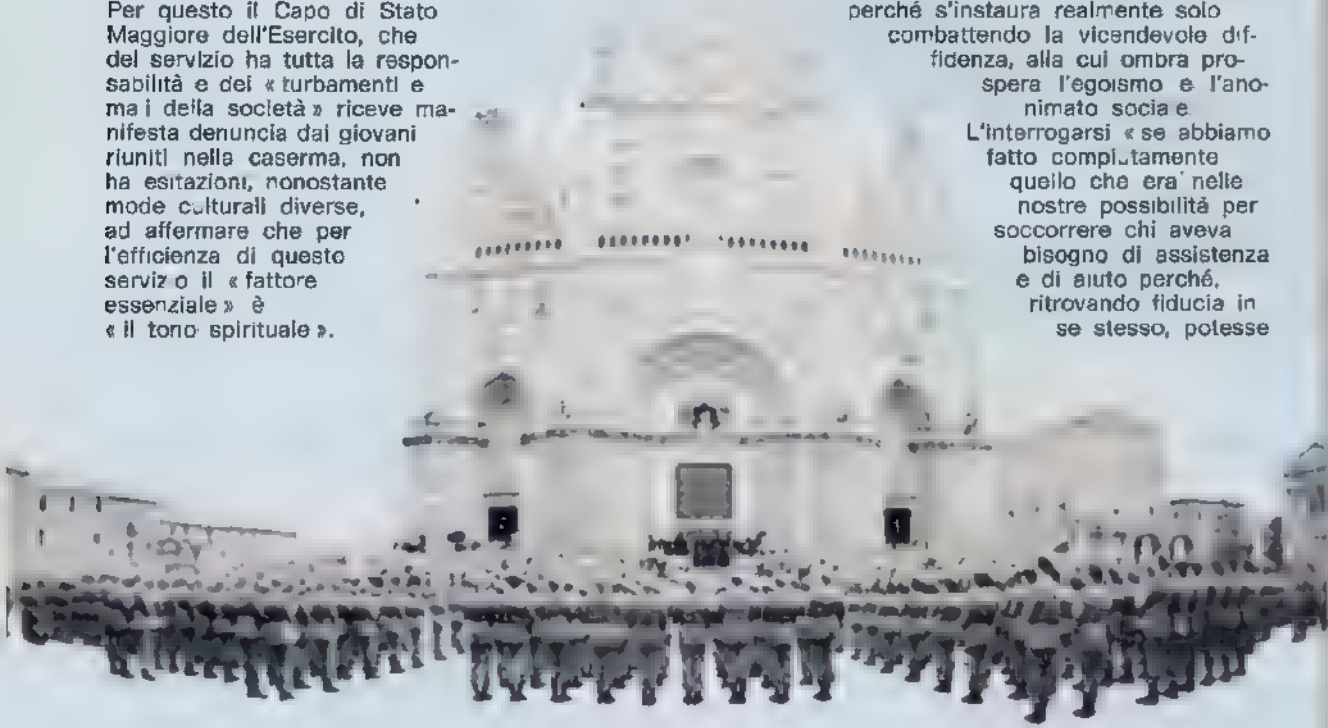 Per questo il Capo di Stato
Maggiore dell'Esercito, che
del servizio ha tutta la respon-
sabilità e dei « turbamenti e
ma i della società » riceve ma-
nifesta denuncia dai giovani
riuniti nella caserma, non
ha esitazioni, nonostante
mode culturali diverse,
ad affermare che per
l'efficienza di questo
serviz o il « fattore
essenziale » è
« il tono spirituale ».
perché s'instaura realmente solo
combattendo la vicendevole dif-
fidenza, alla cui ombra pro-
spera l'egoismo e l'ano-
nimato socia e.
L'interrogarsi « se abbiamo
fatto compiutamente
quello che era nelle
nostre possibilità per
soccorrere chi aveva
bisogno di assistenza
e di aiuto perché,
ritrovando fiducia in
se stesso, potesse